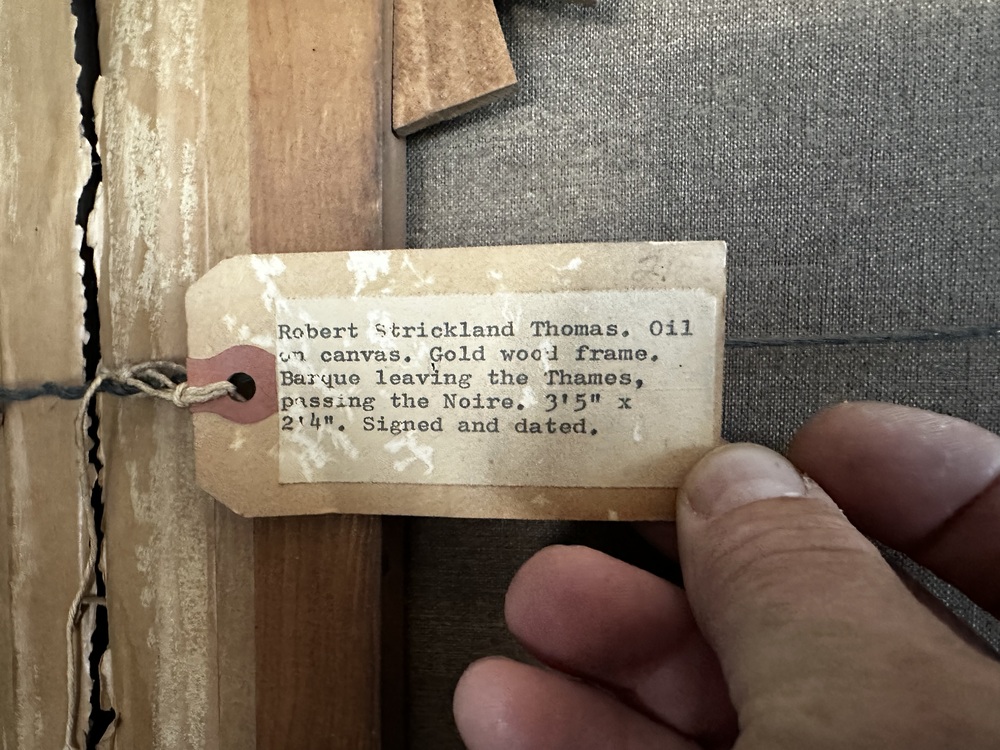 2.
Robert Strickland Thomas. Oil
on canvas. Gold wood frame.
Barque leaving the Thames,
passing the Noire. 3'5" x
2'4". Signed and dated.